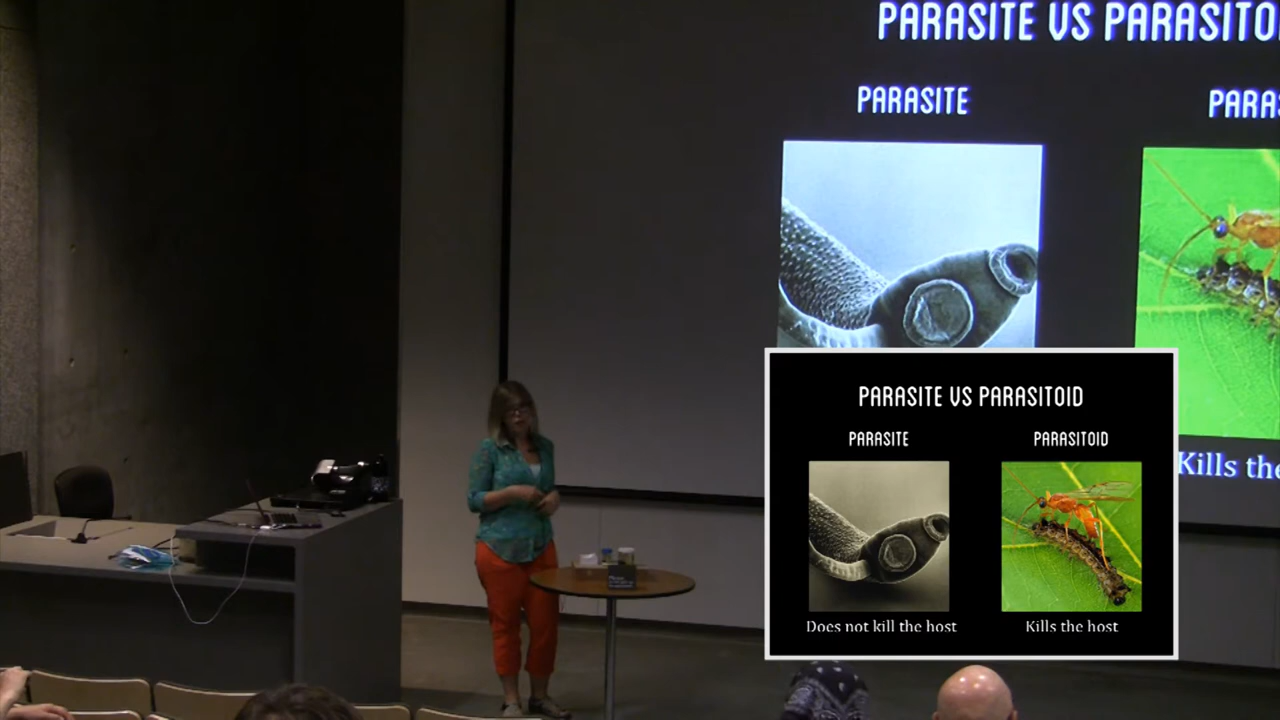 PARASITE VS PARASITO
PARASITE
PARAS
Kills the
PARASITE VS PARASITOID
PARASITE
PARASITOID
Does not kill the host
Kills the host